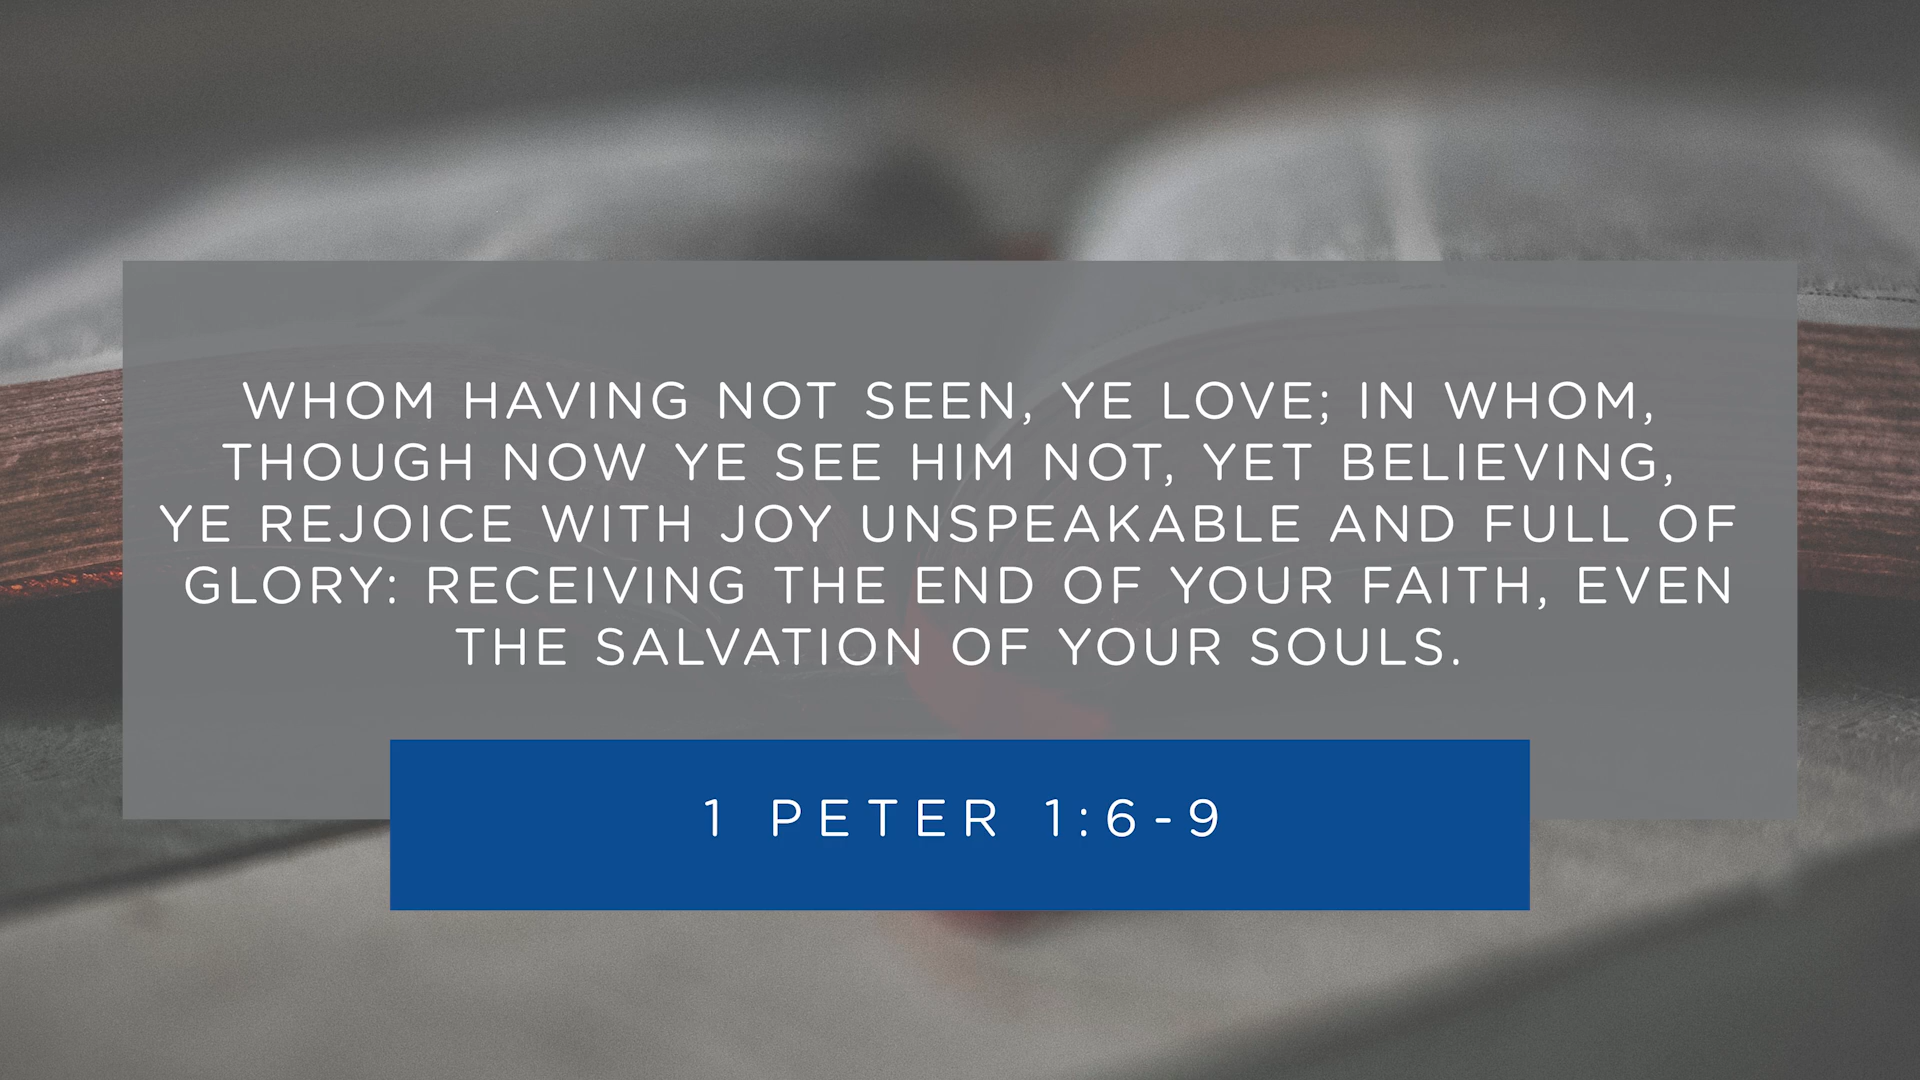 WHOM HAVING NOT SEEN, YE LOVE; IN WHOM,
THOUGH NOW YE SEE HIM NOT, YET BELIEVING,
YE REJOICE WITH JOY UNSPEAKABLE AND FULL OF
GLORY: RECEIVING THE END OF YOUR FAITH, EVEN
THE SALVATION OF YOUR SOULS.
1 PETER 1:6-9